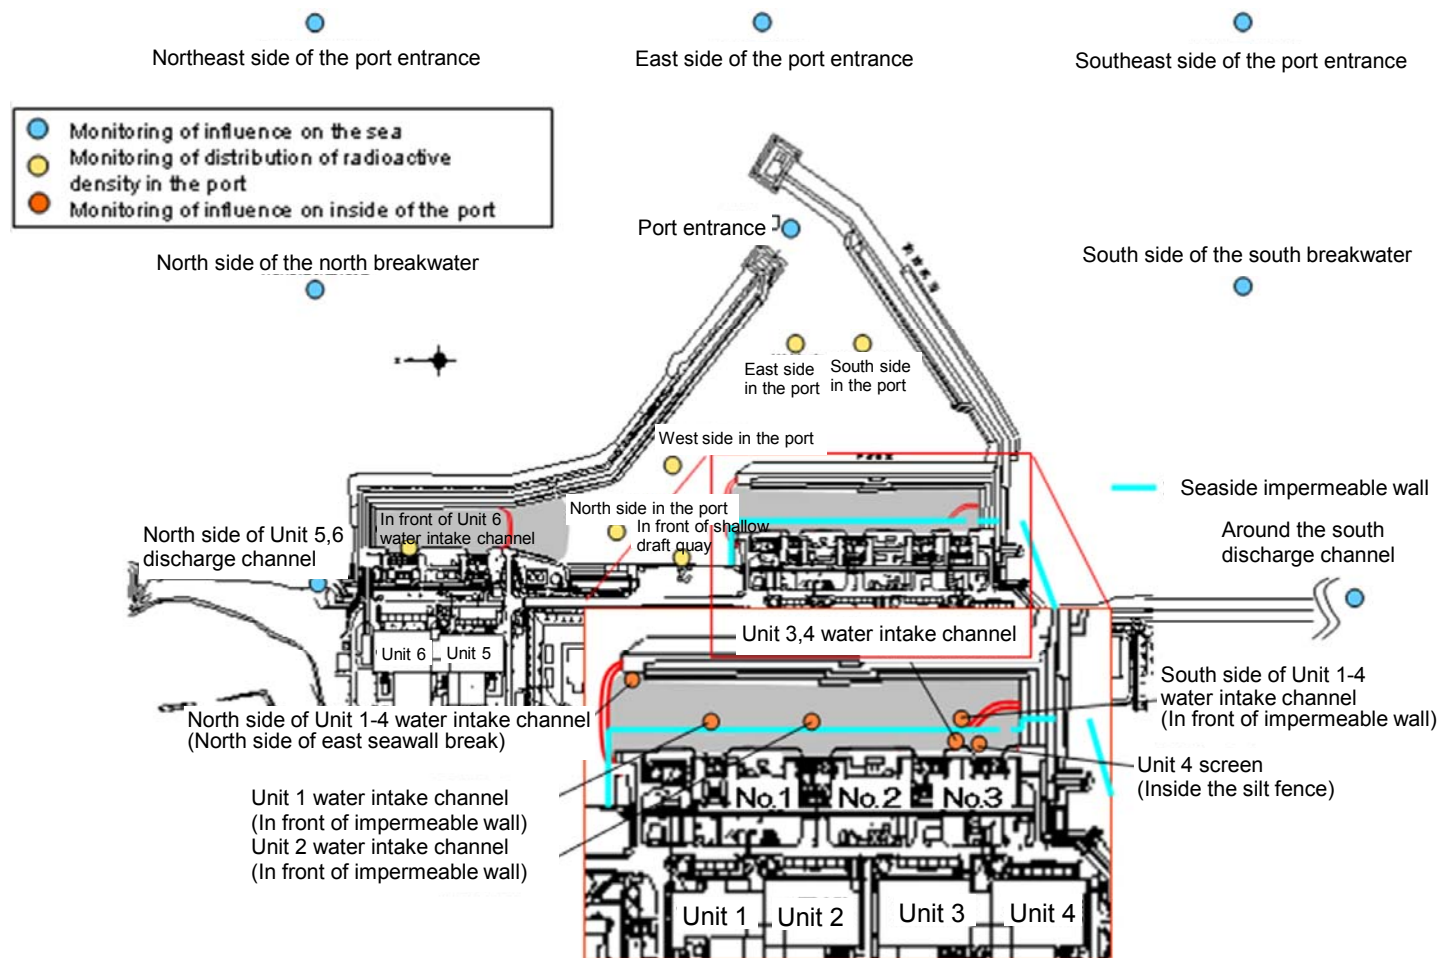 Northeast side of the port entrance
East side of the port entrance
Southeast side of the port entrance
Monitoring of influence on the sea
Monitoring of distribution of radioactive
density in the port
Monitoring of influence on inside of the port
Port entrance
North side of the north breakwater
South side of the south breakwater
East side
in the port
South side
in the port
West side in the port
Seaside impermeable wall
North side in the port
In front of shallow
draft quay
In front of Unit 6
water intake channel
North side of Unit 5,6
discharge channel
Around the south
discharge channel
Unit 6
Unit 5
Unit 3,4 water intake channel
South side of Unit 1-4
water intake channel
(In front of impermeable wall)
North side of Unit 1-4 water intake channel
(North side of east seawall break)
Unit 4 screen
(Inside the silt fence)
Unit 1 water intake channel
(In front of impermeable wall)
Unit 2 water intake channel
(In front of impermeable wall)
No.1
No.2
No.3
Unit 1
Unit 2
Unit 3
Unit 4